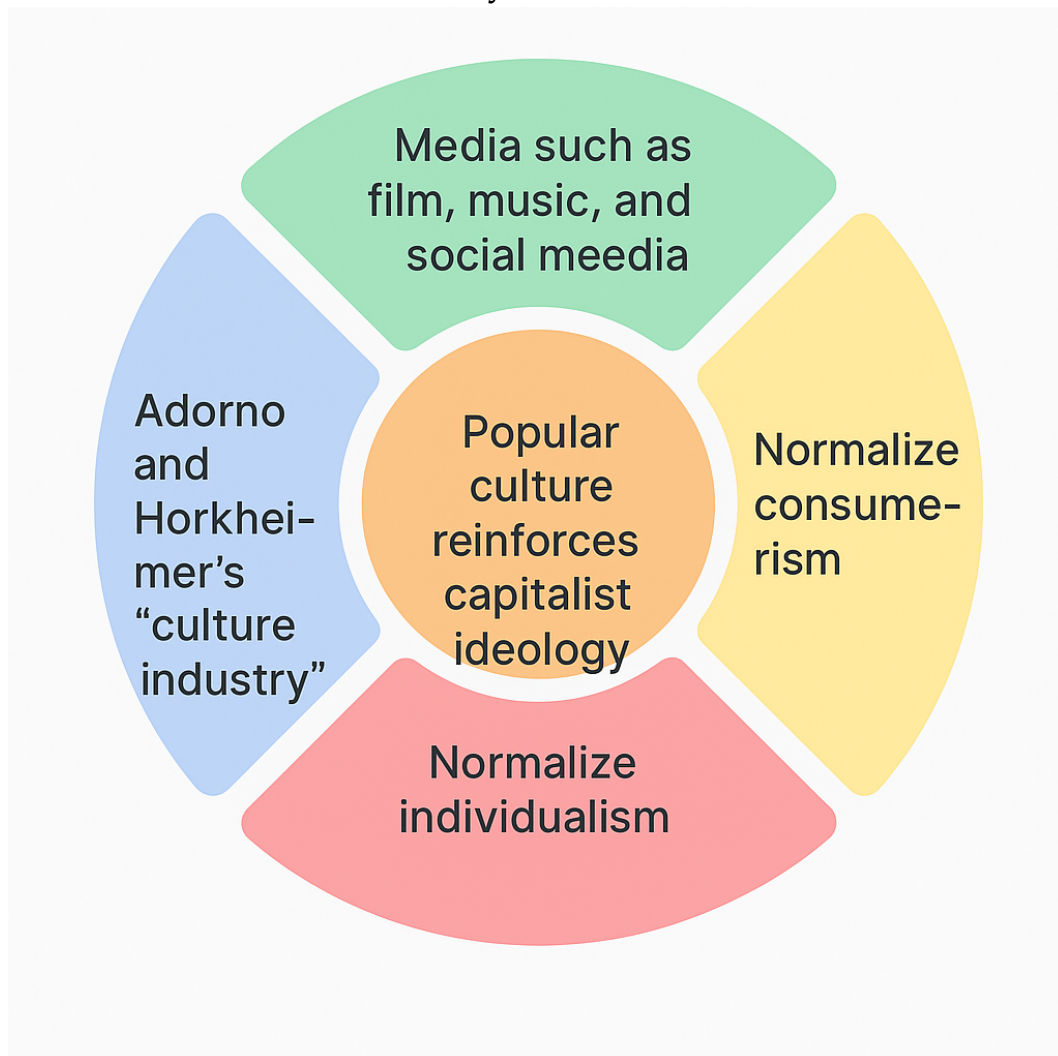 Media such as
film, music, and
social meedia
Adorno
and
Horkhei-
mer's
“culture
industry”
Popular
culture
reinforces
capitalist
ideology
Normalize
consume-
rism
Normalize
individualism